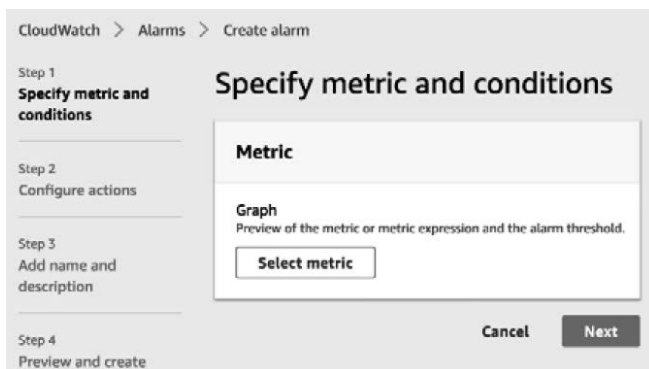 CloudWatch > Alarms > Create alarm
Step 1
Specify metric and
conditions
Step 2
Configure actions
Step 3
Add name and
description
Step 4
Preview and create
Specify metric and conditions
Metric
Graph
Preview of the metric or metric expression and the alarm threshold.
Select metric
Cancel
Next